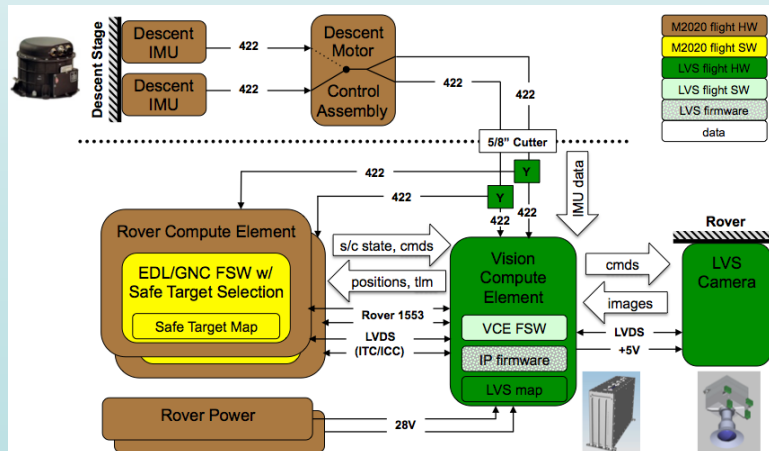 Descent Stage
Descent
IMU
422
Descent
IMU
422
Descent
Motor
Control
Assembly
422
422
M2020 flight HW
M2020 flight SW
LVS flight HW
LVS flight SW
LVS firmware
data
5/8" Cutter
Y
Y
422
422
422
422
IMU data
Rover Compute Element
EDL/GNC FSW w/
Safe Target Selection
Safe Target Map
s/c state, cmds
positions, tlm
Rover 1553
LVDS
(ITC/ICC)
Vision
Compute
Element
VCE FSW
IP firmware
LVS map
cmds
images
LVDS
+5V
Rover
LVS
Camera
Rover Power
28V